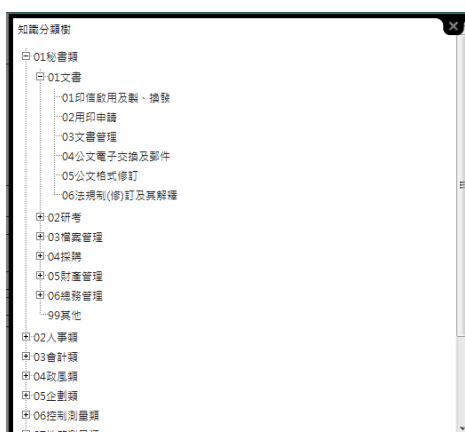 知識分類樹
01秘書類
01文書
01印信啟用及製、換發
02用印申請
03文書管理
04公文電子交換及郵件
05公文格式修訂
06法規制(修)訂及其解釋
02研考
03檔案管理
04採購
05財產管理
06總務管理
99其他
02人事類
03會計類
04政風類
05企劃類
06控制測量類